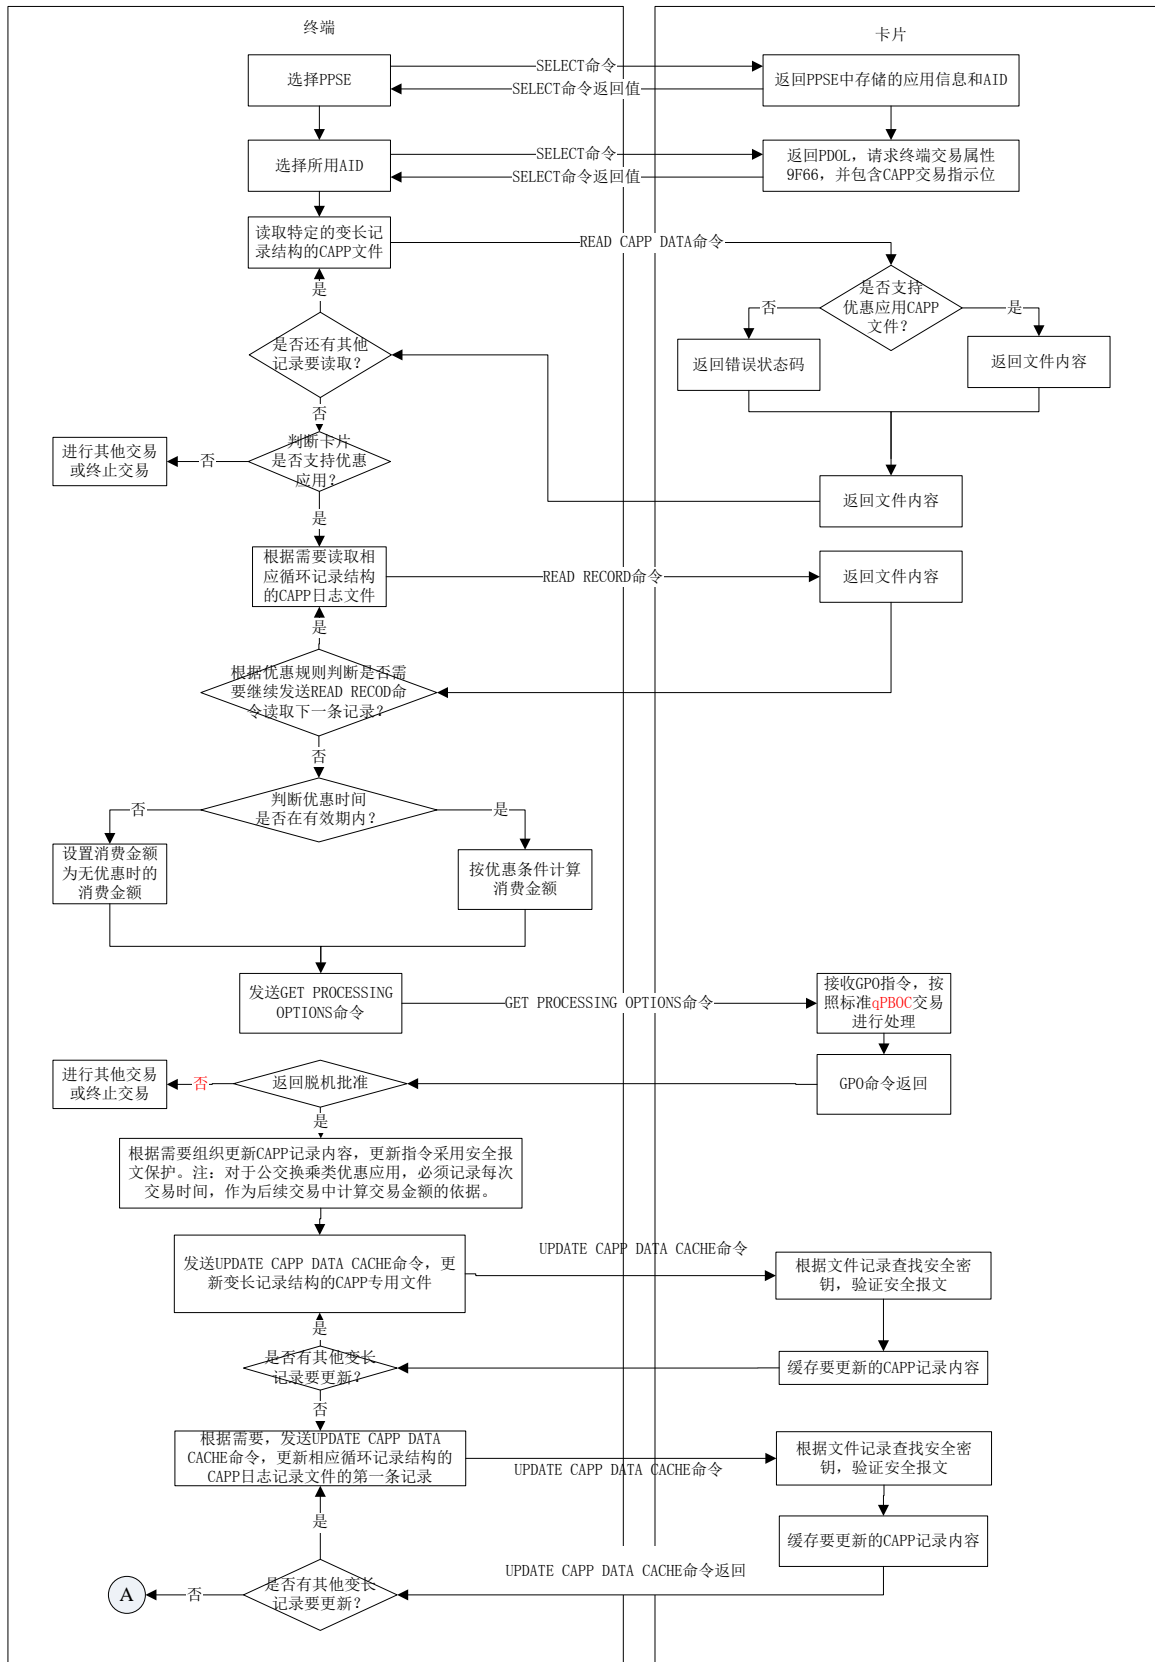 终端
卡片
选择PPSE
SELECT命令
SELECT命令返回值
返回PPSE中存储的应用信息和AID
选择所用AID
SELECT命令
SELECT命令返回值
返回PDOL，请求终端交易属性
9F66，并包含CAPP交易指示位
读取特定的变长记
录结构的CAPP文件
READ CAPP DATA命令
是
是否支持
优惠应用CAPP
文件？
否
是
是否还有其他
记录要读取？
返回错误状态码
返回文件内容
否
判断卡片
是否支持优惠
应用？
否
进行其他交易
或终止交易
返回文件内容
是
根据需要读取相
应循环记录结构
的CAPP日志文件
READ RECORD命令
返回文件内容
是
根据优惠规则判断是否需
要继续发送READ RECOD命
令读取下一条记录？
否
判断优惠时间
是否在有效期内？
否
是
设置消费金额
为无优惠时的
消费金额
按优惠条件计算
消费金额
发送GET PROCESSING
OPTIONS命令
GET PROCESSING OPTIONS命令
接收GPO指令，按
照标准qPBOC交易
进行处理
进行其他交易
或终止交易
否
返回脱机批准
GPO命令返回
是
根据需要组织更新CAPP记录内容，更新指令采用安全报
文保护。注：对于公交换乘类优惠应用，必须记录每次
交易时间，作为后续交易中计算交易金额的依据。
UPDATE CAPP DATA CACHE命令
发送UPDATE CAPP DATA CACHE命令，更
新变长记录结构的CAPP专用文件
根据文件记录查找安全密
钥，验证安全报文
是
是否有其他变长
记录要更新？
缓存要更新的CAPP记录内容
否
根据需要，发送UPDATE CAPP DATA
CACHE命令，更新相应循环记录结构的
CAPP日志记录文件的第一条记录
UPDATE CAPP DATA CACHE命令
根据文件记录查找安全密
钥，验证安全报文
是
缓存要更新的CAPP记录内容
UPDATE CAPP DATA CACHE命令返回
是否有其他变长
记录要更新？
否
A